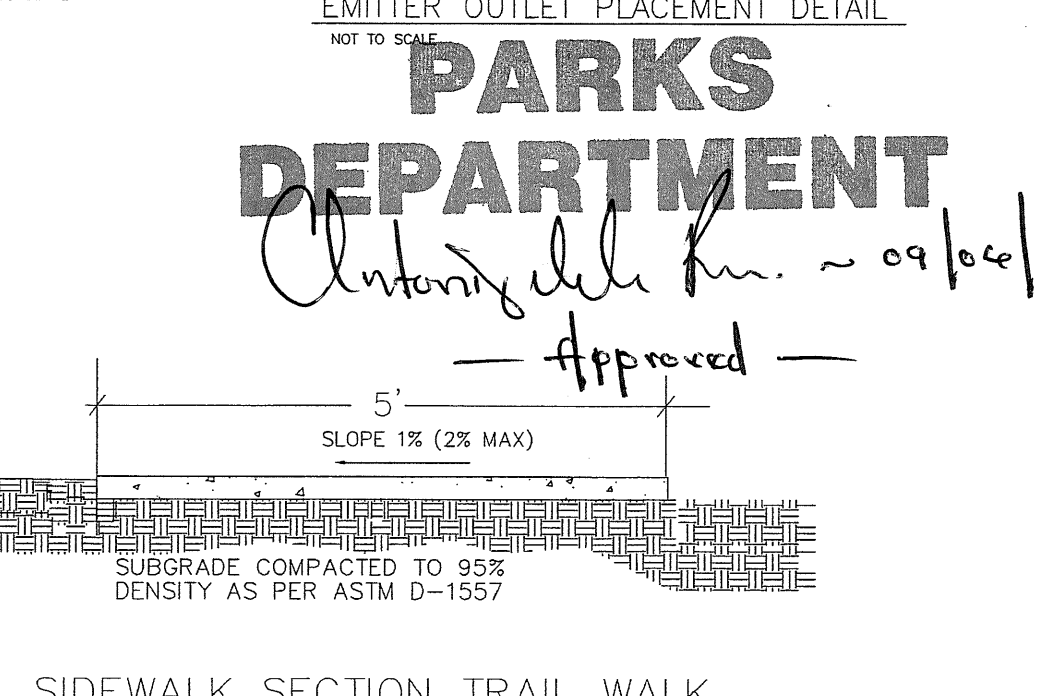 EMITTER OUTLET PLACEMENT DETAIL
NOT TO SCALE
PARKS
DEPARTMENT
~ 09/06/
— Approved —
5'
SLOPE 1% (2% MAX)
SUBGRADE COMPACTED TO 95%
DENSITY AS PER ASTM D-1557
SIDEWALK SECTION TRAIL WALK